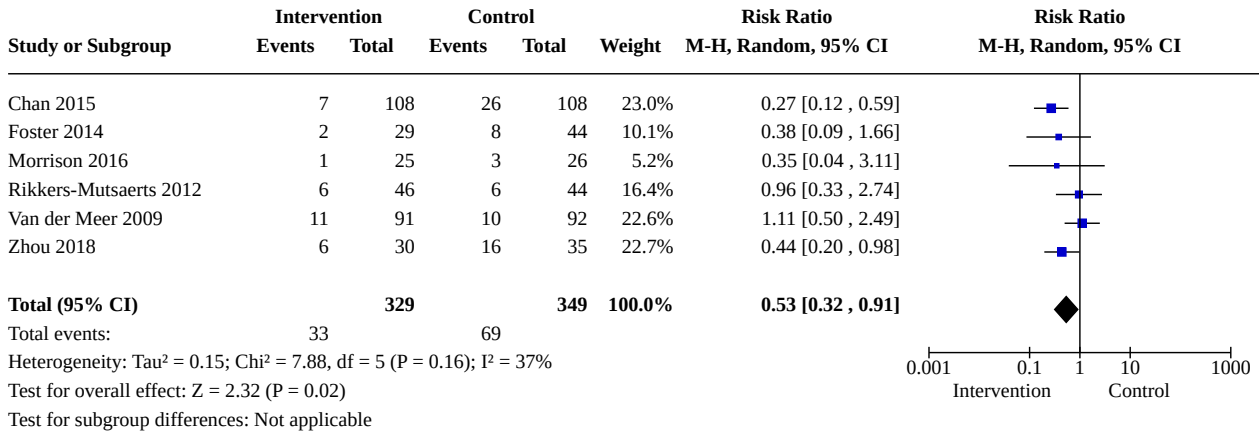 Intervention Control Risk Ratio Risk Ratio
Study or Subgroup Events Total Events Total Weight M-H, Random, 95% CI M-H, Random, 95% CI
Chan 2015 7 108 26 108 23.0% 0.27 [0.12 , 0.59]
Foster 2014 2 29 8 44 10.1% 0.38 [0.09 , 1.66]
Morrison 2016 1 25 3 26 5.2% 0.35 [0.04 , 3.11]
Rikkers-Mutsaerts 2012 6 46 6 44 16.4% 0.96 [0.33 , 2.74]
Van der Meer 2009 11 91 10 92 22.6% 1.11 [0.50 , 2.49]
Zhou 2018 6 30 16 35 22.7% 0.44 [0.20 , 0.98]
Total (95% CI) 329 349 100.0% 0.53 [0.32 , 0.91]
Total events: 33 69
Heterogeneity: Tau² = 0.15; Chi² = 7.88, df = 5 (P = 0.16); I² = 37%
0.001 0.1 1 10 1000
Test for overall effect: Z = 2.32 (P = 0.02) Intervention Control
Test for subgroup differences: Not applicable